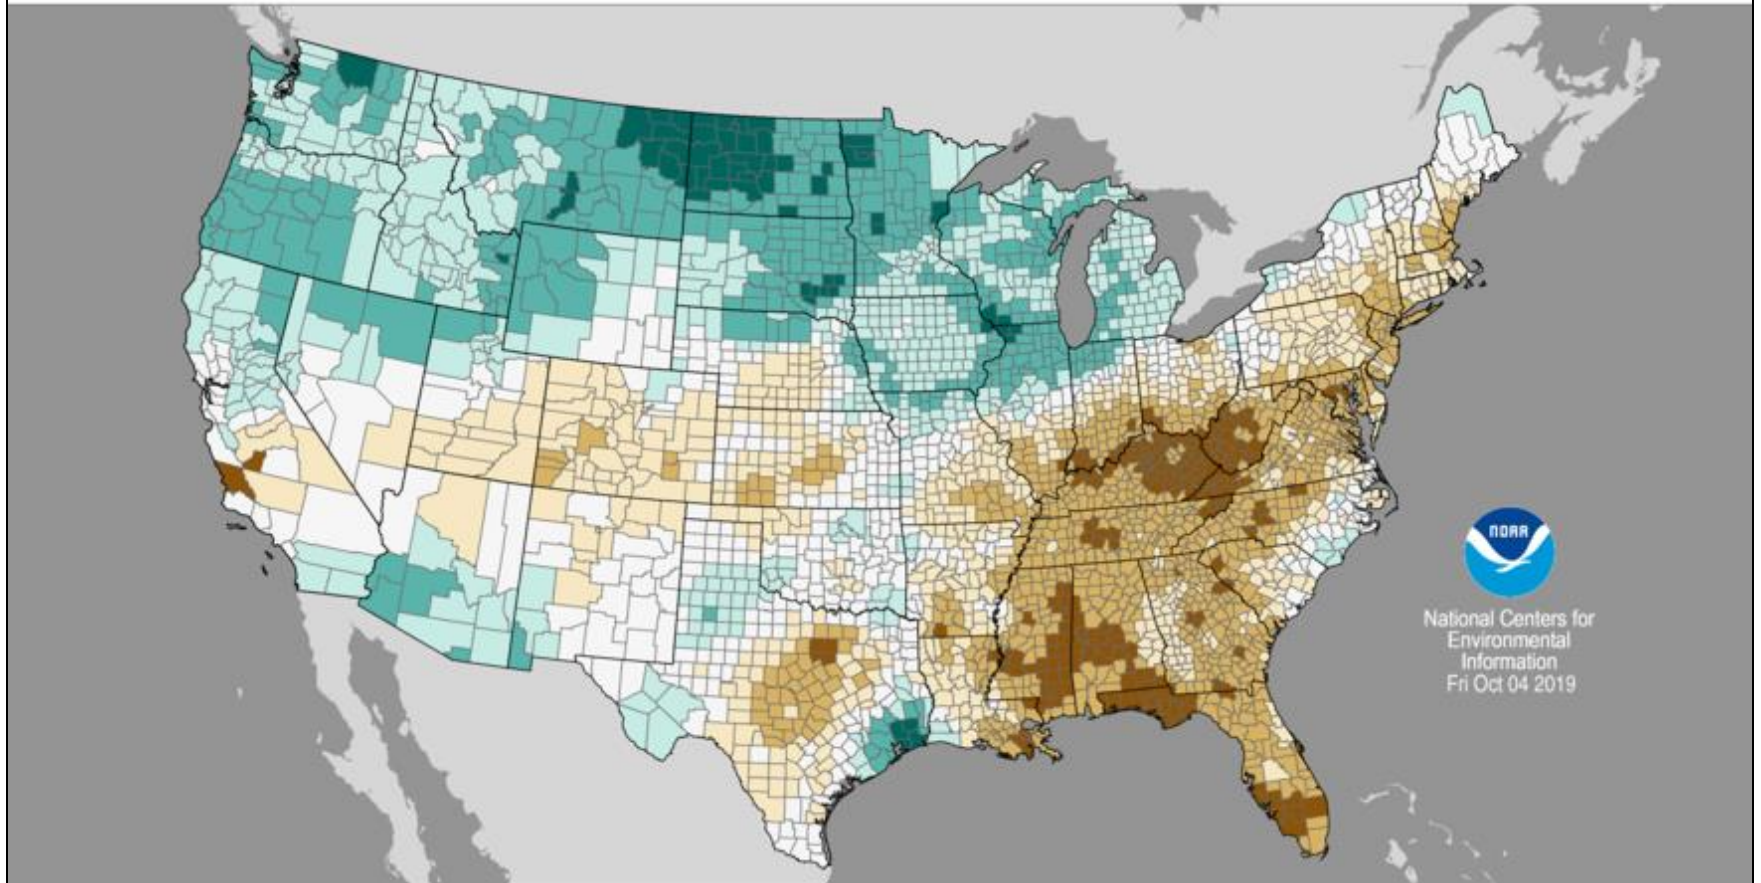 NOAA
National Centers for
Environmental
Information
Fri Oct 04 2019